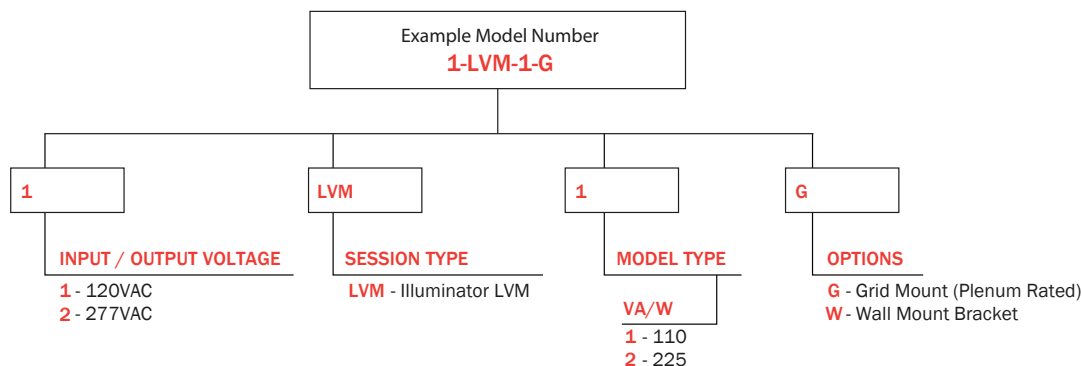 Example Model Number
1-LVM-1-G
1
LVM
1
G
INPUT / OUTPUT VOLTAGE
1 - 120VAC
2 - 277VAC
SESSION TYPE
LVM - Illuminator LVM
MODEL TYPE
VA/W
1 - 110
2 - 225
OPTIONS
G - Grid Mount (Plenum Rated)
W - Wall Mount Bracket